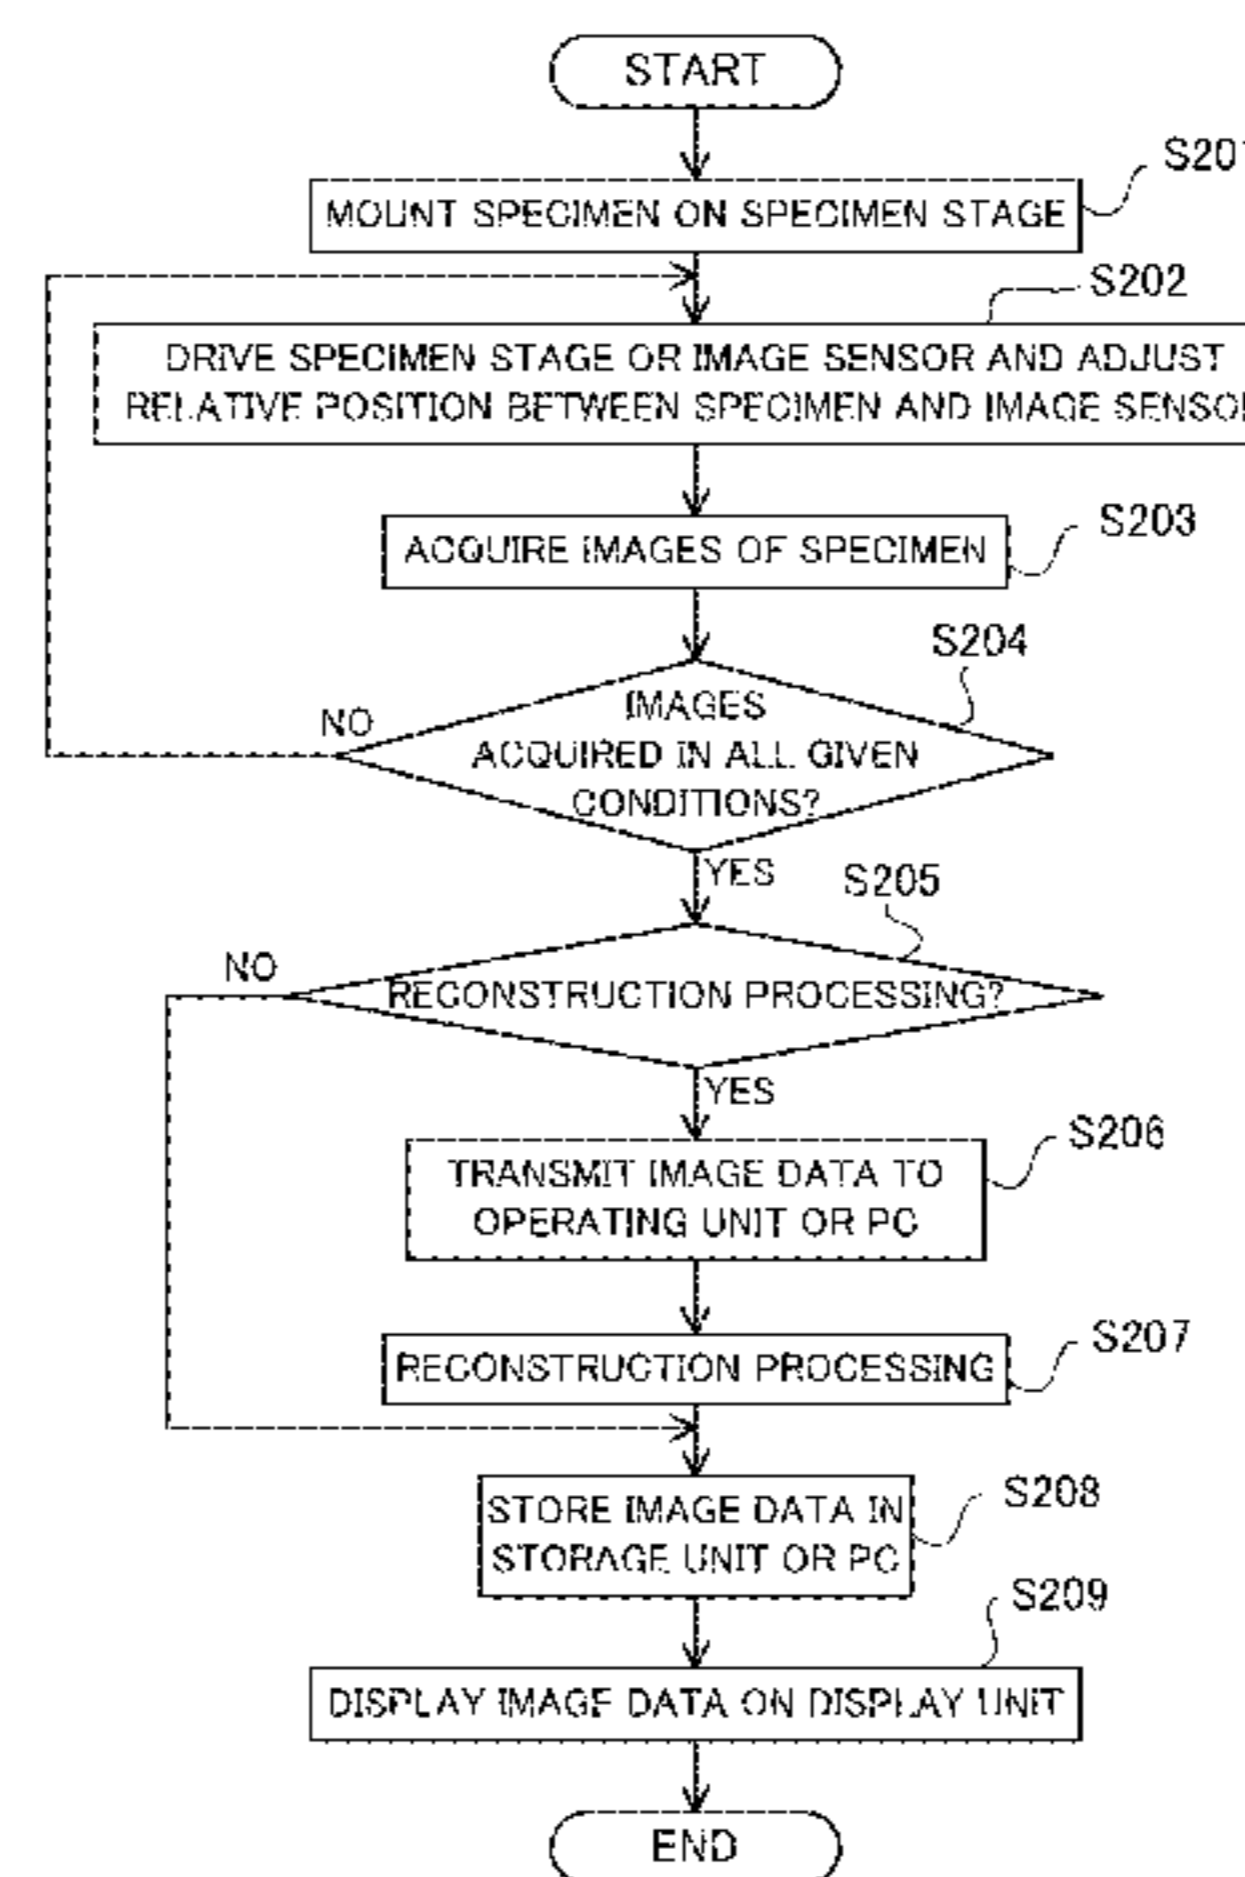 START
S201
MOUNT SPECIMEN ON SPECIMEN STAGE
S202
DRIVE SPECIMEN STAGE OR IMAGE SENSOR AND ADJUST
RELATIVE POSITION BETWEEN SPECIMEN AND IMAGE SENSOR
S203
ACQUIRE IMAGES OF SPECIMEN
S204
IMAGES
NO
ACQUIRED IN ALL GIVEN
CONDITIONS?
YES
S205
NO
RECONSTRUCTION PROCESSING?
YES
S206
TRANSMIT IMAGE DATA TO
OPERATING UNIT OR PC
S207
RECONSTRUCTION PROCESSING
S208
STORE IMAGE DATA IN
STORAGE UNIT OR PC
S209
DISPLAY IMAGE DATA ON DISPLAY UNIT
END